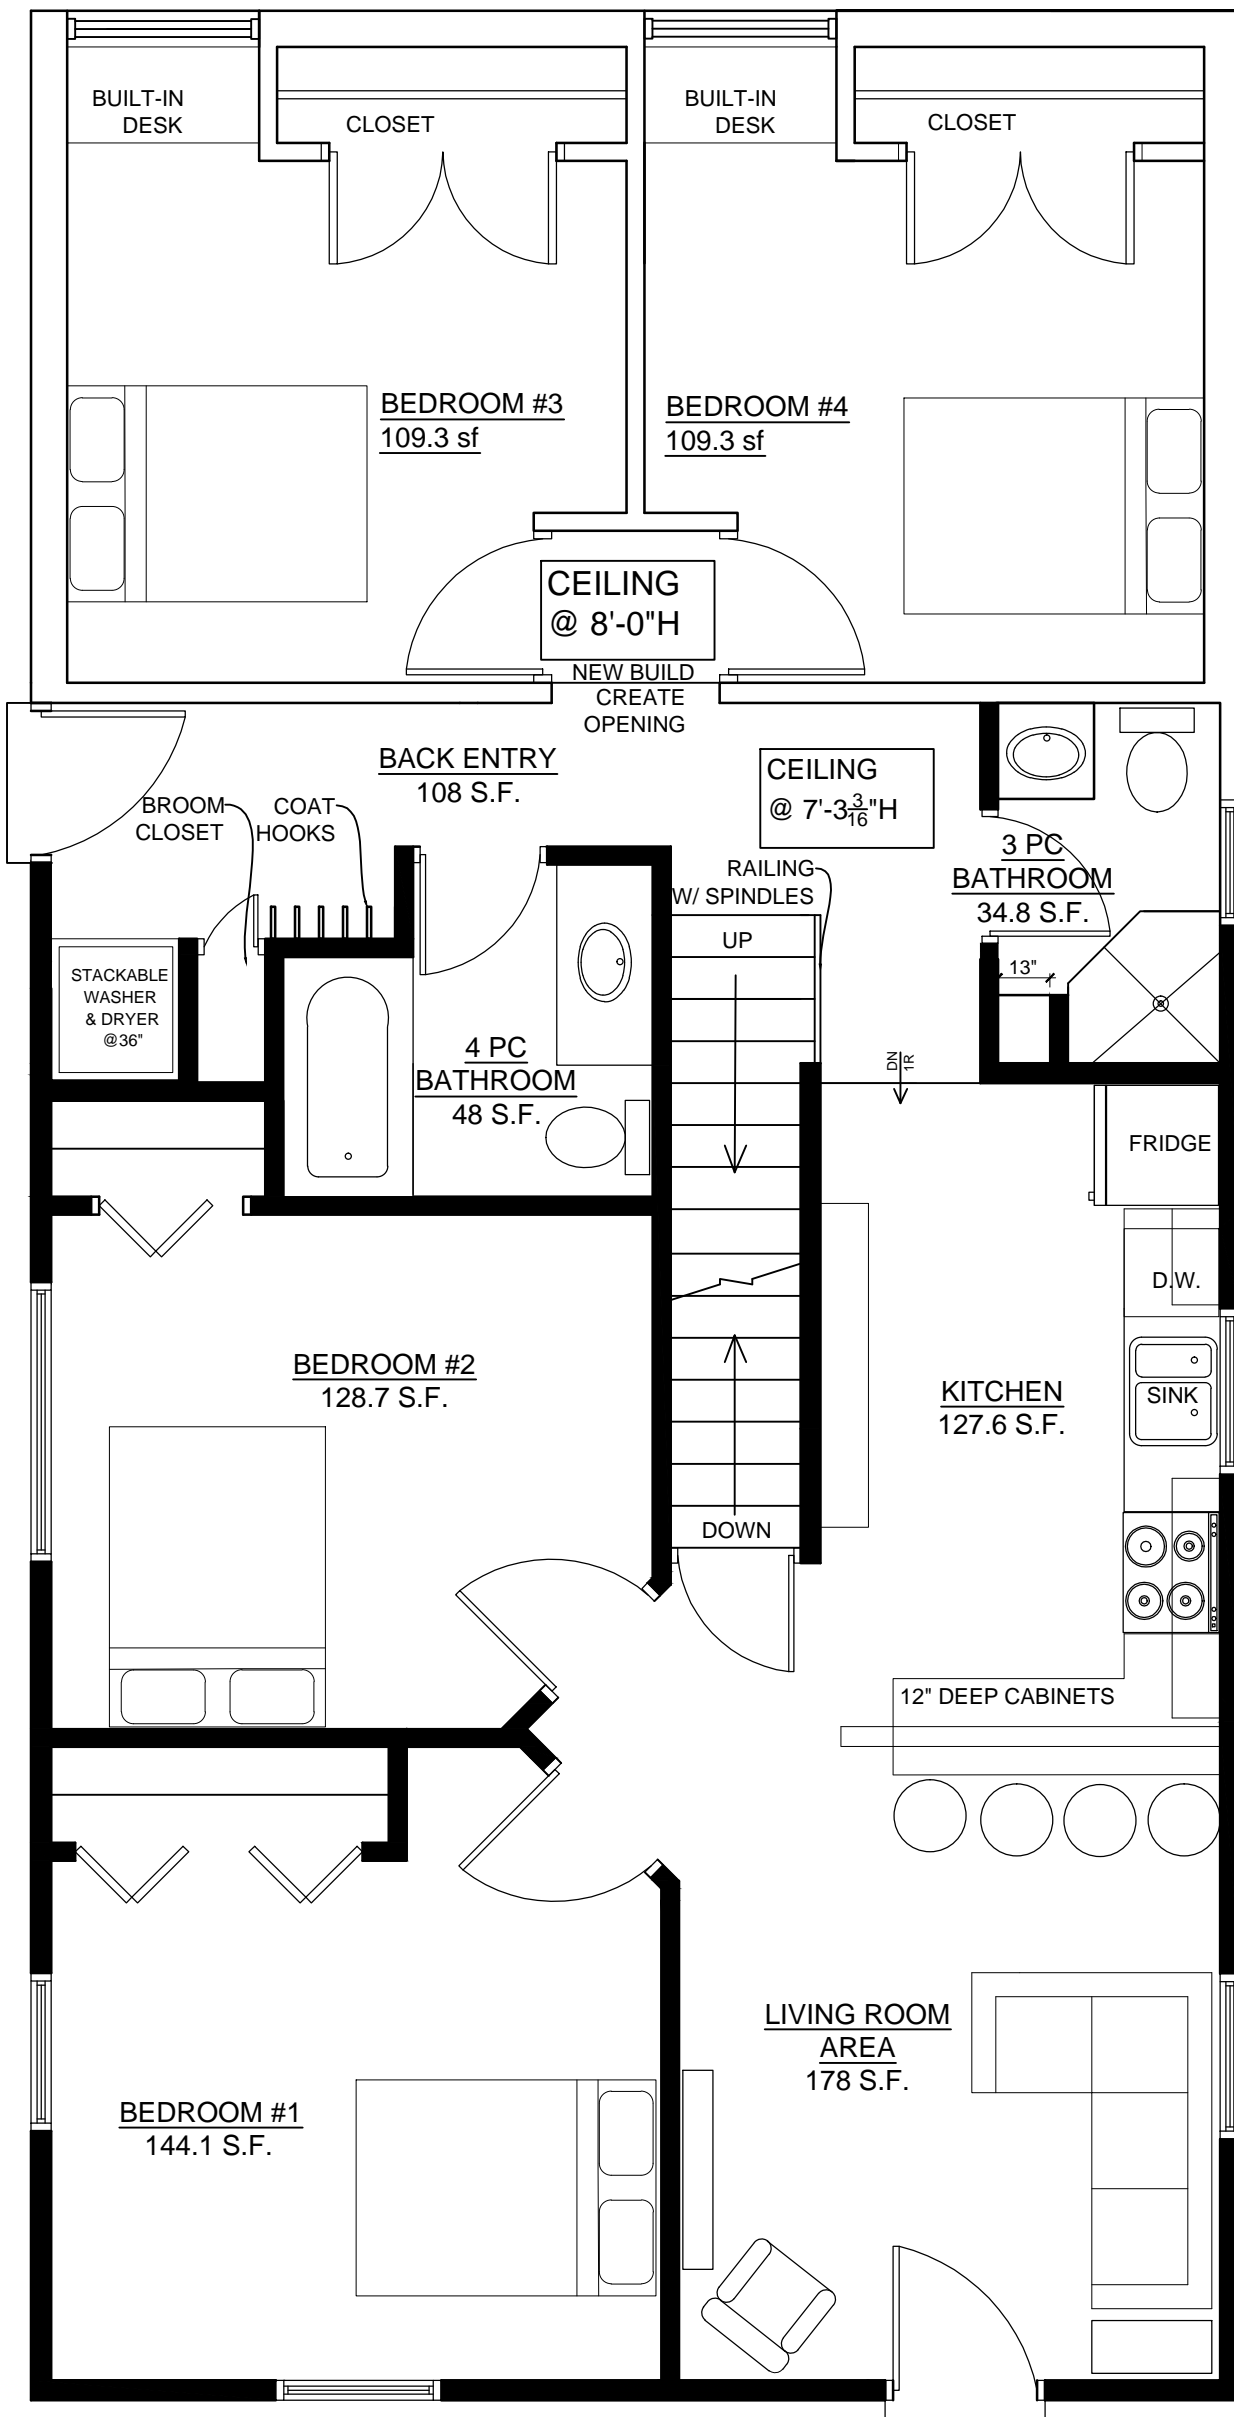 BUILT-IN
DESK
CLOSET
BUILT-IN
DESK
CLOSET
BEDROOM #3
109.3 sf
BEDROOM #4
109.3 sf
CEILING
@ 8'-0"H
NEW BUILD
CREATE
OPENING
BACK ENTRY
108 S.F.
CEILING
@ 7'-3 3/16"H
BROOM
CLOSET
COAT
HOOKS
3 PC
BATHROOM
34.8 S.F.
RAILING
W/ SPINDLES
UP
13"
STACKABLE
WASHER
& DRYER
@36"
4 PC
BATHROOM
48 S.F.
DN
1R
FRIDGE
D.W.
BEDROOM #2
128.7 S.F.
KITCHEN
127.6 S.F.
SINK
DOWN
12" DEEP CABINETS
LIVING ROOM
AREA
178 S.F.
BEDROOM #1
144.1 S.F.